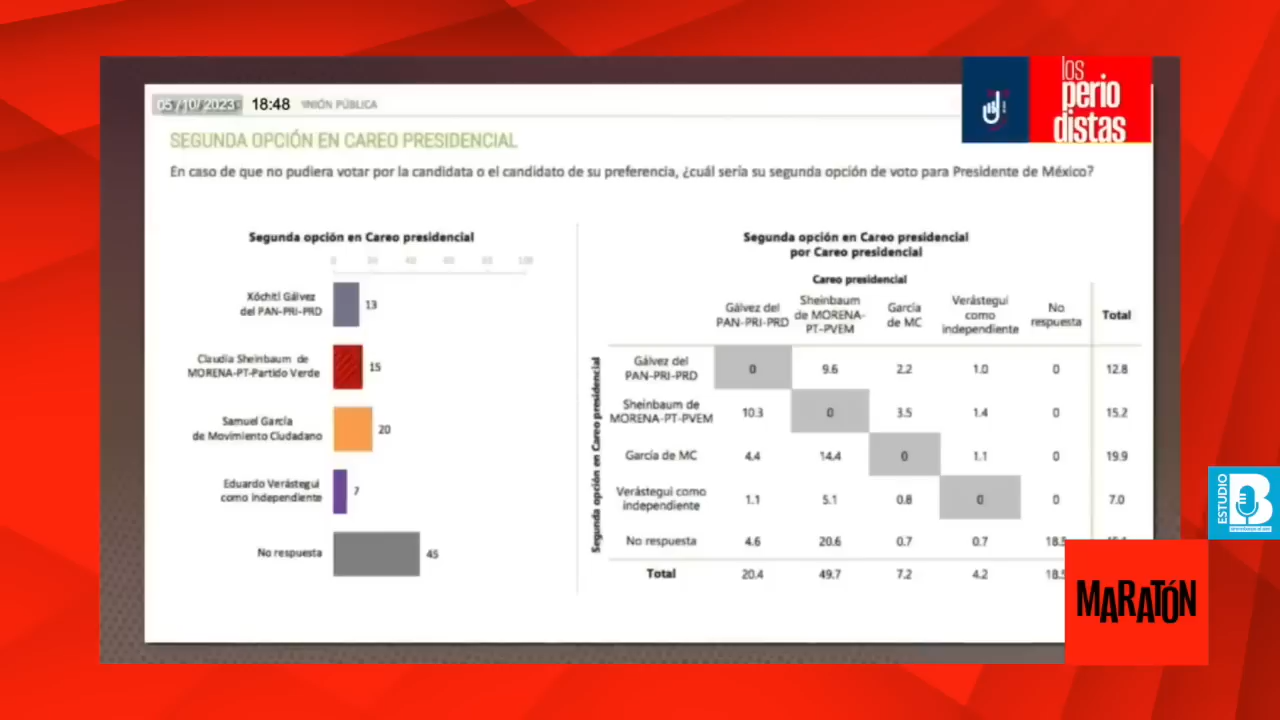 05/10/2023
18:48
INIÓN PÚBLICA
los
perio
distas
SEGUNDA OPCIÓN EN CAREO PRESIDENCIAL
En caso de que no pudiera votar por la candidata o el candidato de su preferencia, ¿cuál sería su segunda opción de voto para Presidente de México?
Segunda opción en Careo presidencial
0 20 40 60 80 100
Xóchitl Gálvez
del PAN-PRI-PRD
13
Claudia Sheinbaum de
MORENA-PT-Partido Verde
15
Samuel García
de Movimiento Ciudadano
20
Eduardo Verástegui
como independiente
7
No respuesta
45
Segunda opción en Careo presidencial
por Careo presidencial
Careo presidencial
Gálvez del
PAN-PRI-PRD
Sheinbaum
de MORENA-
PT-PVEM
García
de MC
Verástegui
como
independiente
No
respuesta
Total
Segunda opción en Careo presidencial
Gálvez del
PAN-PRI-PRD
0 9.6 2.2 1.0 0 12.8
Sheinbaum de
MORENA-PT-PVEM
10.3 0 3.5 1.4 0 15.2
García de MC
4.4 14.4 0 1.1 0 19.9
Verástegui como
independiente
1.1 5.1 0.8 0 0 7.0
No respuesta
4.6 20.6 0.7 0.7 18.5
Total
20.4 49.7 7.2 4.2 18.5
ESTUDIO
B
MARATÓN